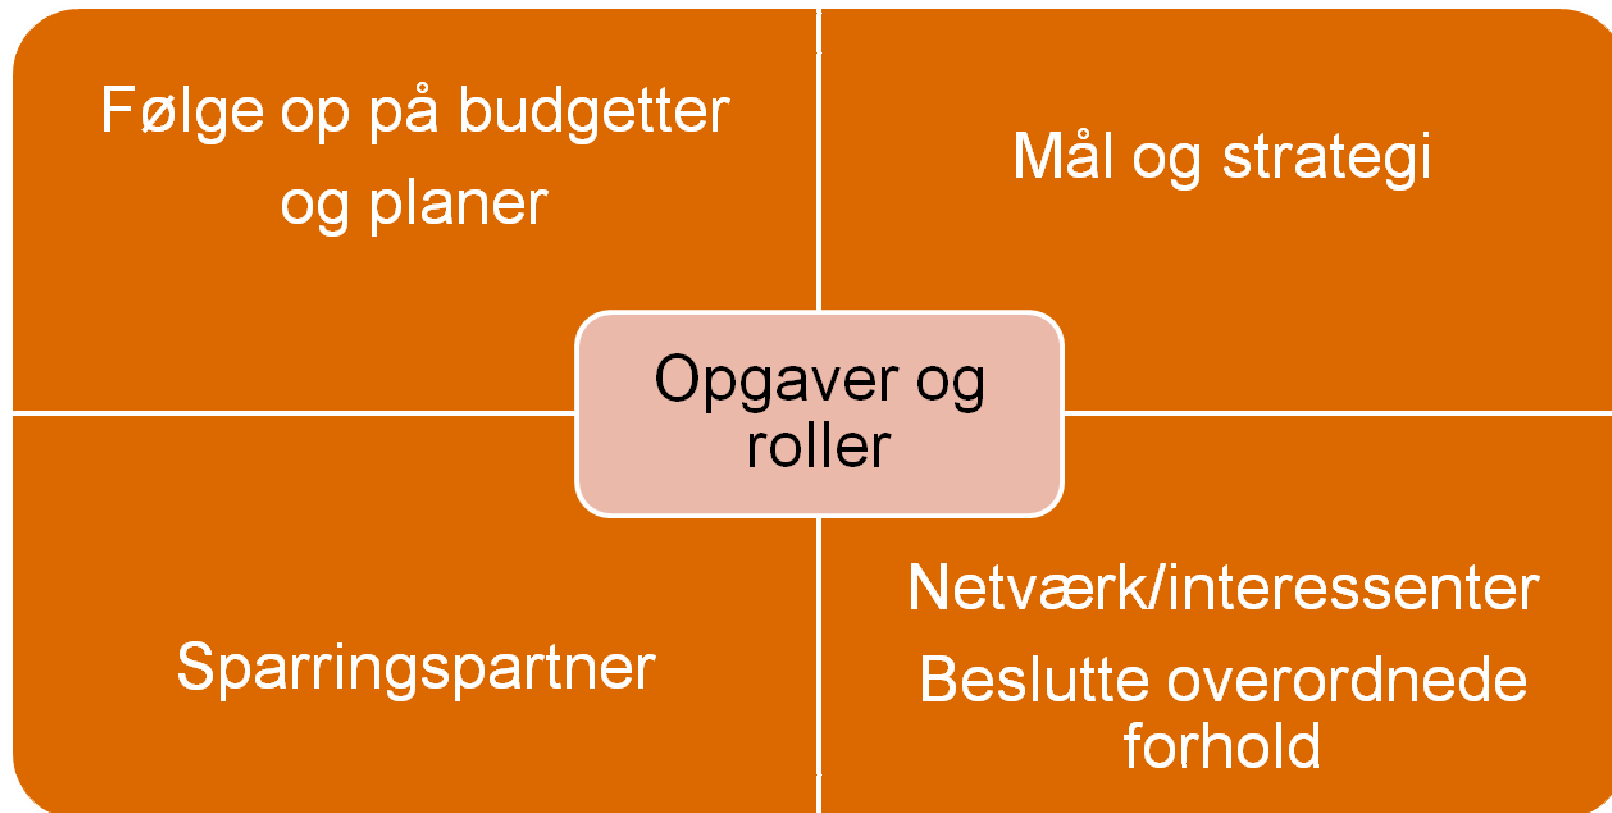 Følge op på budgetter
og planer
Mål og strategi
Opgaver og
roller
Sparringspartner
Netværk/interessenter
Beslutte overordnede
forhold